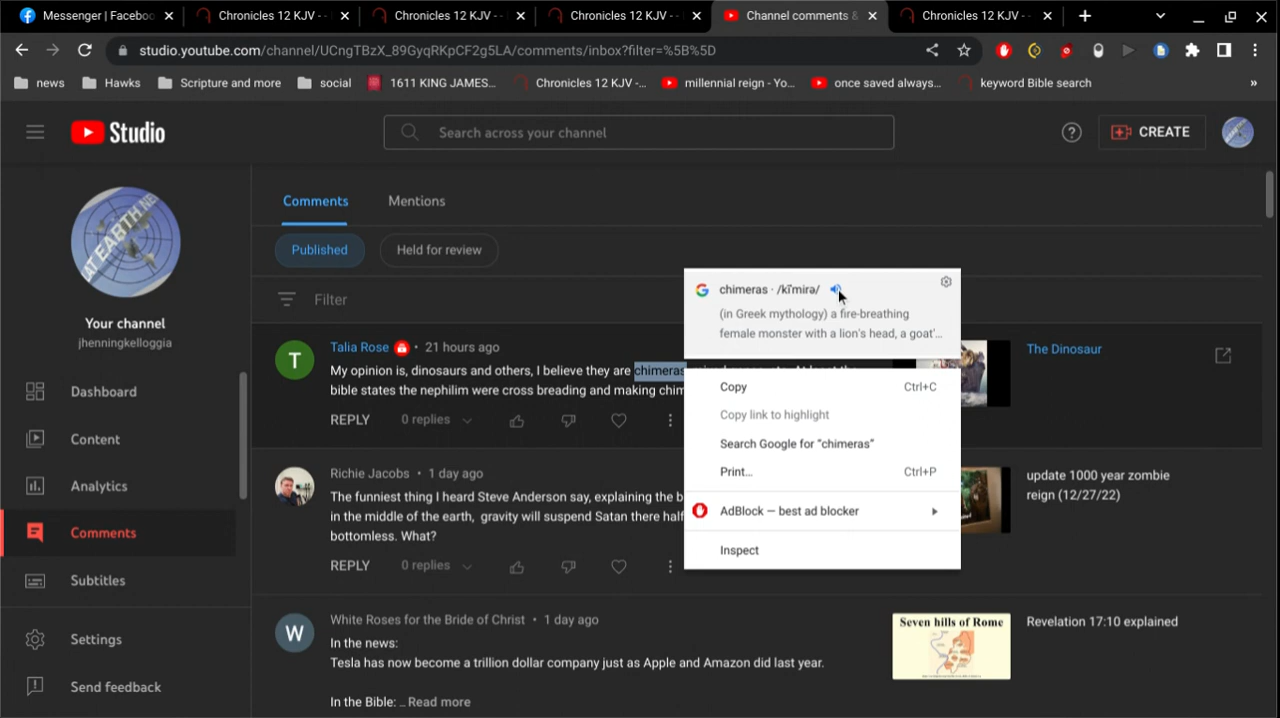 Messenger | Faceboo
Chronicles 12 KJV - -
Chronicles 12 KJV - -
Chronicles 12 KJV - -
Channel comments &
Chronicles 12 KJV - -
studio.youtube.com/channel/UCngTBzX_89GyqRKpCF2g5LA/comments/inbox?filter=%5B%5D
news
Hawks
Scripture and more
social
1611 KING JAMES...
Chronicles 12 KJV -...
millennial reign - Yo...
once saved always...
keyword Bible search
»
Studio
Search across your channel
CREATE
AT EARTH NE
Your channel
jhenningkelloggia
Dashboard
Content
Analytics
Comments
Subtitles
Settings
Send feedback
Comments
Mentions
Published
Held for review
Filter
T
Talia Rose • 21 hours ago
My opinion is, dinosaurs and others, I believe they are chimeras
bible states the nephilim were cross breading and making chim
REPLY
0 replies
The Dinosaur
Richie Jacobs • 1 day ago
The funniest thing I heard Steve Anderson say, explaining the b
in the middle of the earth, gravity will suspend Satan there half
bottomless. What?
REPLY
0 replies
update 1000 year zombie
reign (12/27/22)
W
White Roses for the Bride of Christ • 1 day ago
In the news:
Tesla has now become a trillion dollar company just as Apple and Amazon did last year.
In the Bible: .. Read more
Seven hills of Rome
Revelation 17:10 explained
chimeras · /kīˈmirə/
(in Greek mythology) a fire-breathing
female monster with a lion's head, a goat'...
Copy
Ctrl+C
Copy link to highlight
Search Google for “chimeras”
Print...
Ctrl+P
AdBlock — best ad blocker
Inspect